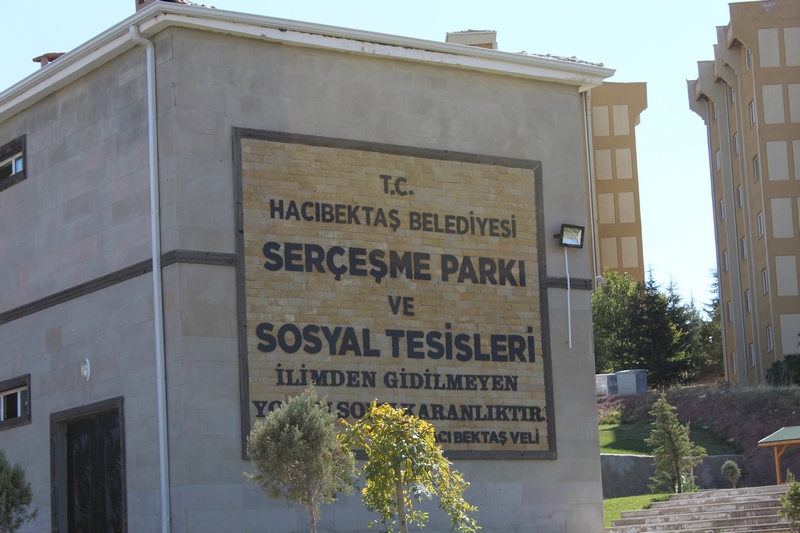 T.C.
HACIBEKTAŞ BELEDİYESİ
SERÇEŞME PARKI
VE
SOSYAL TESİSLERİ
İLİMDEN GİDİLMEYEN
KARANLIKTIR
BEKTAŞ VELİ